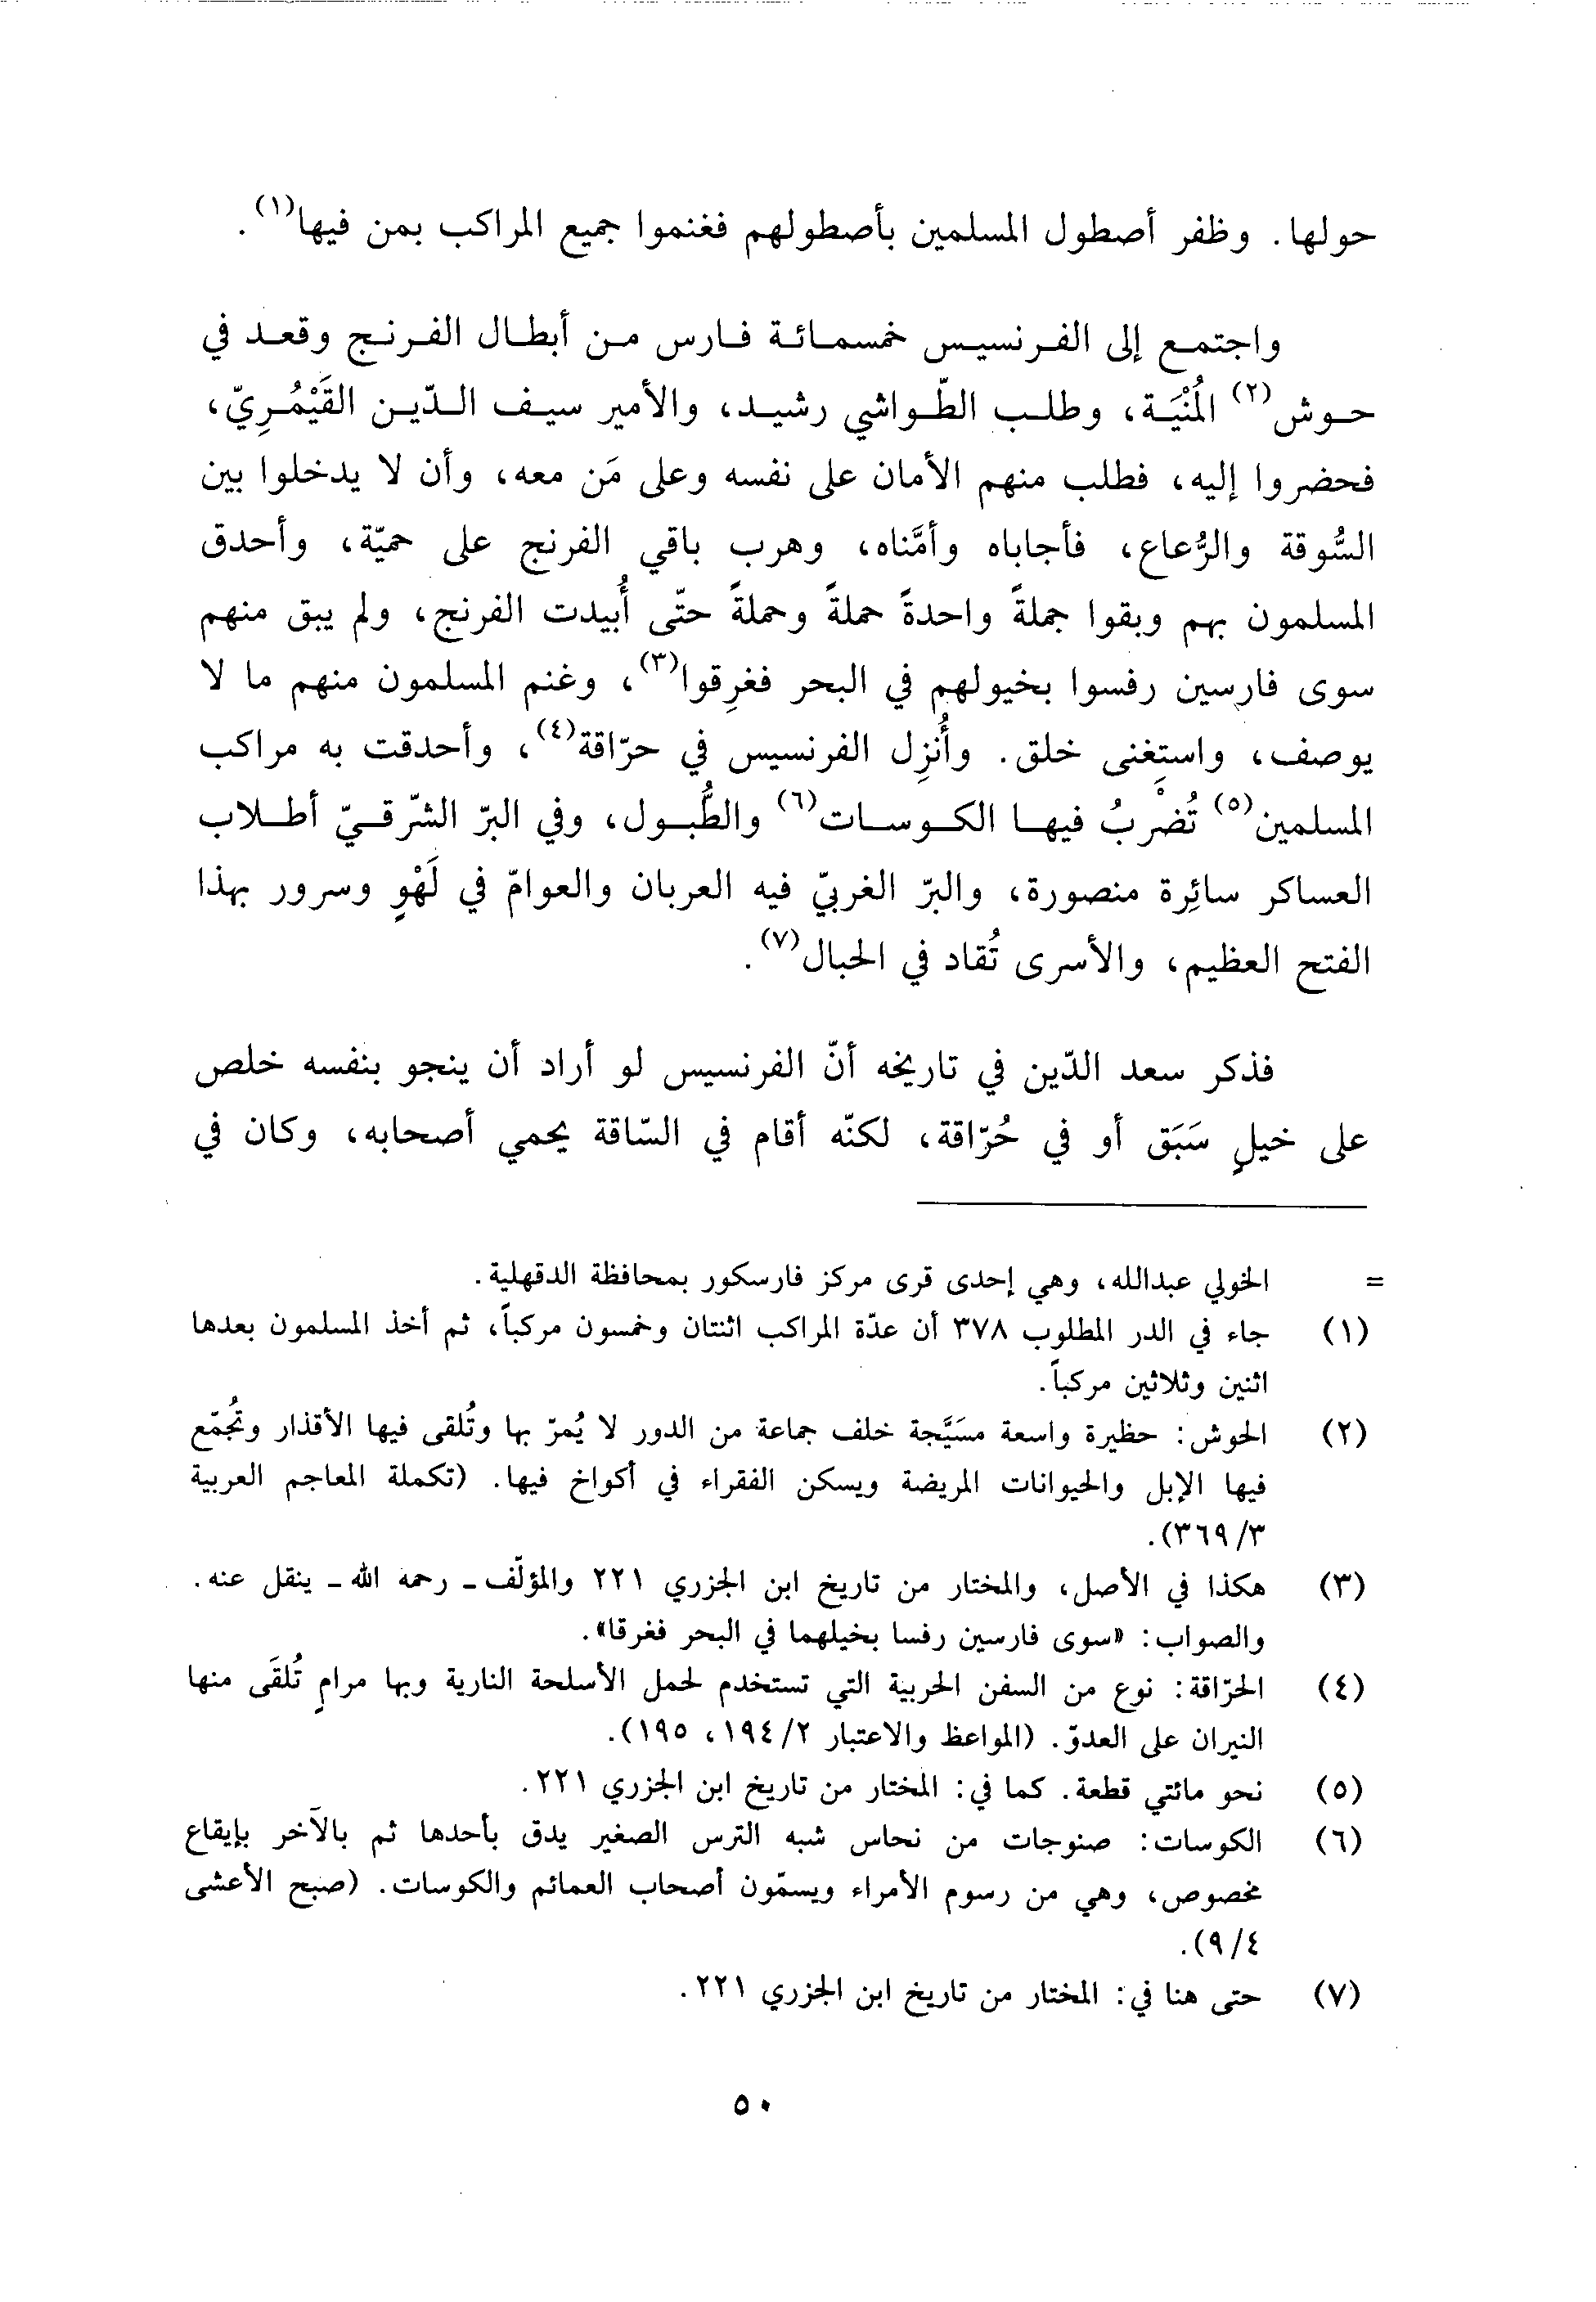 حولها. وظفر أصطول المسلمين بأصطولهم فغنموا جميع المراكب بمن فيها(١).
واجتمع إلى الفرنسيس خمسمائة فارس من أبطال الفرنج وقعد في
حوش(٢) المُنْيَة، وطلب الطّواشي رشيد، والأمير سيف الدّين القَيْمُرِيّ،
فحضروا إليه، فطلب منهم الأمان على نفسه وعلى مَن معه، وأن لا يدخلوا بين
السُّوقة والرُّعاع، فأجاباه وأمَّناه، وهرب باقي الفرنج على حميّة، وأحدق
المسلمون بهم وبقوا جملةً واحدةً حملةً وحملةً حتّى أُبيدت الفرنج، ولم يبق منهم
سوى فارسين رفسوا بخيولهم في البحر فغرِقوا(٣)، وغنم المسلمون منهم ما لا
يوصف، واستغنى خلق. وأُنزِل الفرنسيس في حرّاقة(٤)، وأحدقت به مراكب
المسلمين(٥) تُضْرِبُ فيها الكوسات(٦) والطُّبول، وفي البرّ الشّرقيّ أطلاب
العساكر سائِرة منصورة، والبرّ الغربيّ فيه العربان والعوامّ في لَهْوٍ وسرور بهذا
الفتح العظيم، والأسرى تُقاد في الحبال(٧).
فذكر سعد الدّين في تاريخه أنّ الفرنسيس لو أراد أن ينجو بنفسه خلص
على خيلٍ سَبَق أو في حُرّاقة، لكنّه أقام في السّاقة يحمي أصحابه، وكان في
= الخولي عبدالله، وهي إحدى قرى مركز فارسكور بمحافظة الدقهلية.
(١) جاء في الدر المطلوب ٣٧٨ أن عدّة المراكب اثنتان وخمسون مركباً، ثم أخذ المسلمون بعدها
اثنين وثلاثين مركباً.
(٢) الحوش: حظيرة واسعة مسَيَّجة خلف جماعة من الدور لا يُمرّ بها وتُلقى فيها الأقذار وتُجمّع
فيها الإبل والحيوانات المريضة ويسكن الفقراء في أكواخ فيها. (تكملة المعاجم العربية
٣/ ٣٦٩).
(٣) هكذا في الأصل، والمختار من تاريخ ابن الجزري ٢٢١ والمؤلّف - رحمه الله - ينقل عنه.
والصواب: «سوى فارسين رفسا بخيلهما في البحر فغرقا».
(٤) الحرّاقة: نوع من السفن الحربية التي تستخدم لحمل الأسلحة النارية وبها مرامٍ تُلقَى منها
النيران على العدوّ. (المواعظ والاعتبار ٢/ ١٩٤، ١٩٥).
(٥) نحو مائتي قطعة. كما في: المختار من تاريخ ابن الجزري ٢٢١.
(٦) الكوسات: صنوجات من نحاس شبه الترس الصغير يدق بأحدها ثم بالآخر بإيقاع
مخصوص، وهي من رسوم الأمراء ويسمّون أصحاب العمائم والكوسات. (صبح الأعشى
٤/ ٩).
(٧) حتى هنا في: المختار من تاريخ ابن الجزري ٢٢١.
٥٠